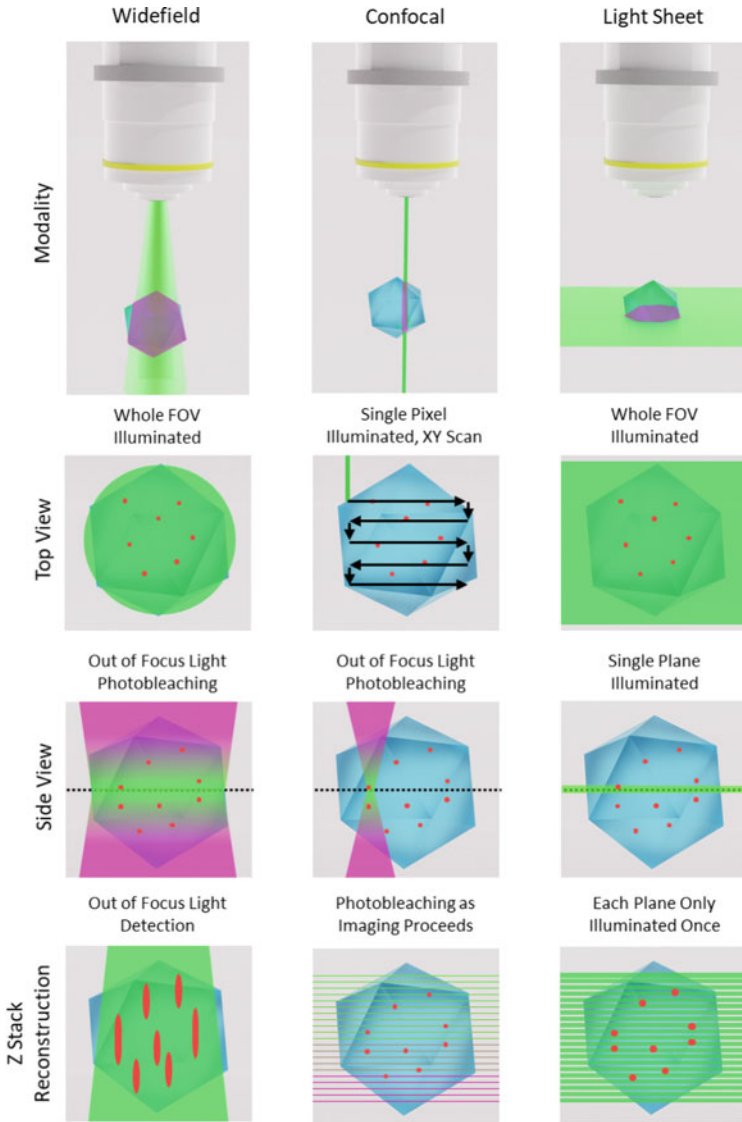 Widefield
Confocal
Light Sheet
Modality
Whole FOV
Illuminated
Single Pixel
Illuminated, XY Scan
Whole FOV
Illuminated
Top View
Out of Focus Light
Photobleaching
Out of Focus Light
Photobleaching
Single Plane
Illuminated
Side View
Out of Focus Light
Detection
Photobleaching as
Imaging Proceeds
Each Plane Only
Illuminated Once
Z Stack
Reconstruction